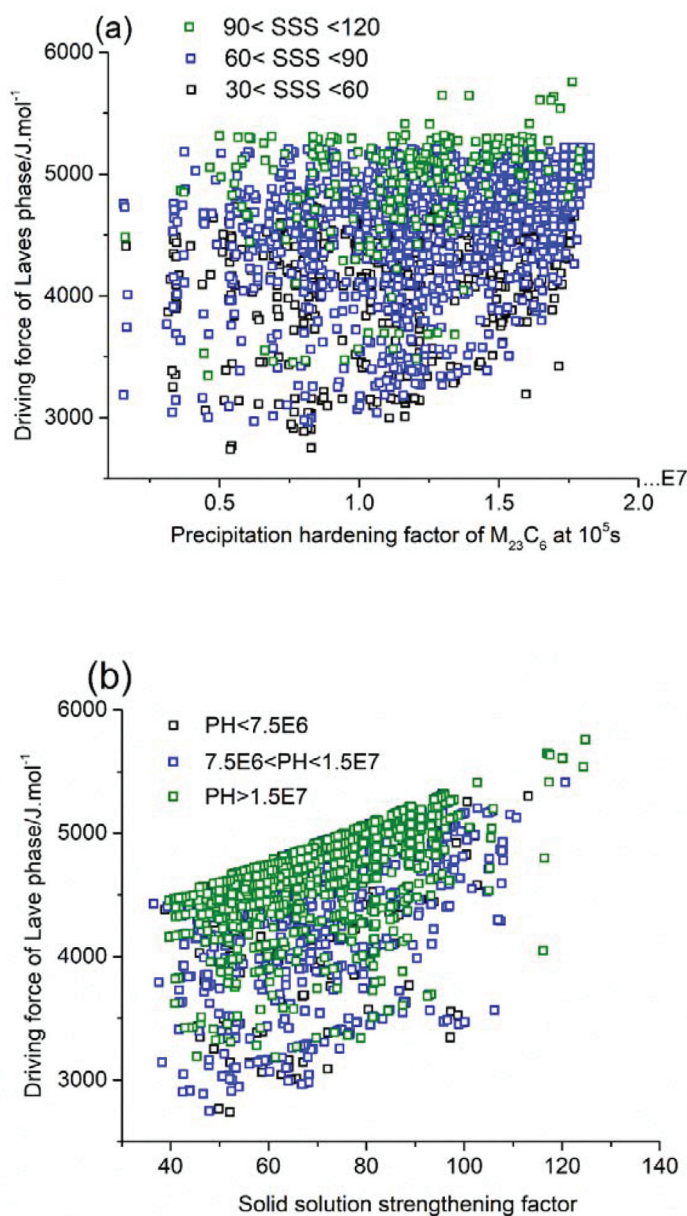 (a)
90< SSS <120
60< SSS <90
30< SSS <60
6000
5000
4000
3000
Driving force of Laves phase/J.mol⁻¹
0.5 1.0 1.5 2.0 ...E7
Precipitation hardening factor of M₂₃C₆ at 10⁵s
(b)
PH<7.5E6
7.5E6<PH<1.5E7
PH>1.5E7
6000
5000
4000
3000
Driving force of Lave phase/J.mol⁻¹
40 60 80 100 120 140
Solid solution strengthening factor